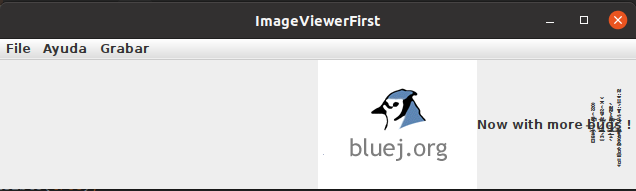 ImageViewerFirst
File Ayuda Grabar
bluej.org
Now with more bugs !